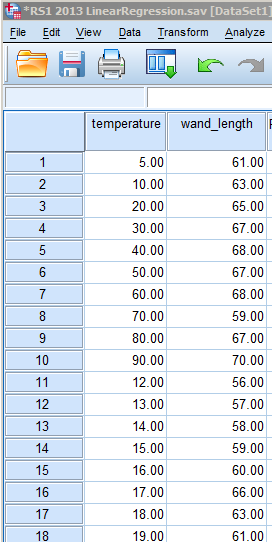 *RS1 2013 LinearRegression.sav [DataSet1]
File Edit View Data Transform Analyze
temperature wand_length
1 5.00 61.00
2 10.00 63.00
3 20.00 65.00
4 30.00 67.00
5 40.00 68.00
6 50.00 67.00
7 60.00 68.00
8 70.00 59.00
9 80.00 67.00
10 90.00 70.00
11 12.00 56.00
12 13.00 57.00
13 14.00 58.00
14 15.00 59.00
15 16.00 60.00
16 17.00 66.00
17 18.00 63.00
18 19.00 61.00